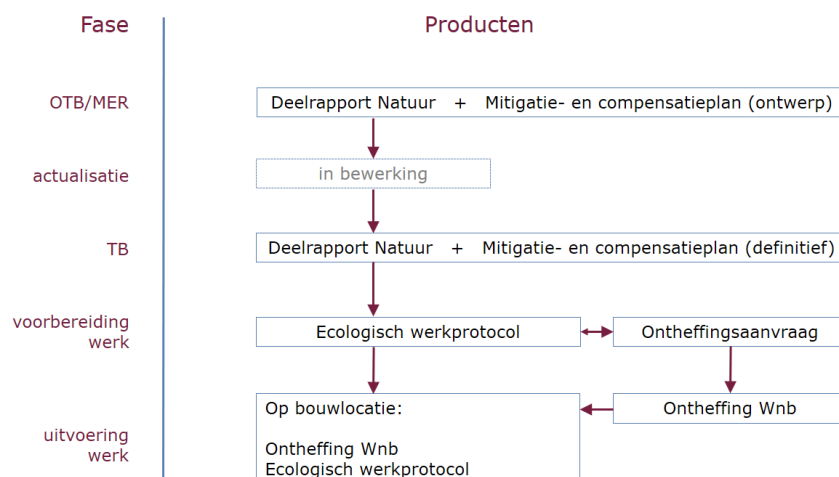 Fase Producten
OTB/MER Deelrapport Natuur + Mitigatie- en compensatieplan (ontwerp)
actualisatie in bewerking
TB Deelrapport Natuur + Mitigatie- en compensatieplan (definitief)
voorbereiding
werk
Ecologisch werkprotocol Ontheffingsaanvraag
uitvoering
werk
Op bouwlocatie:
Ontheffing Wnb
Ecologisch werkprotocol
Ontheffing Wnb